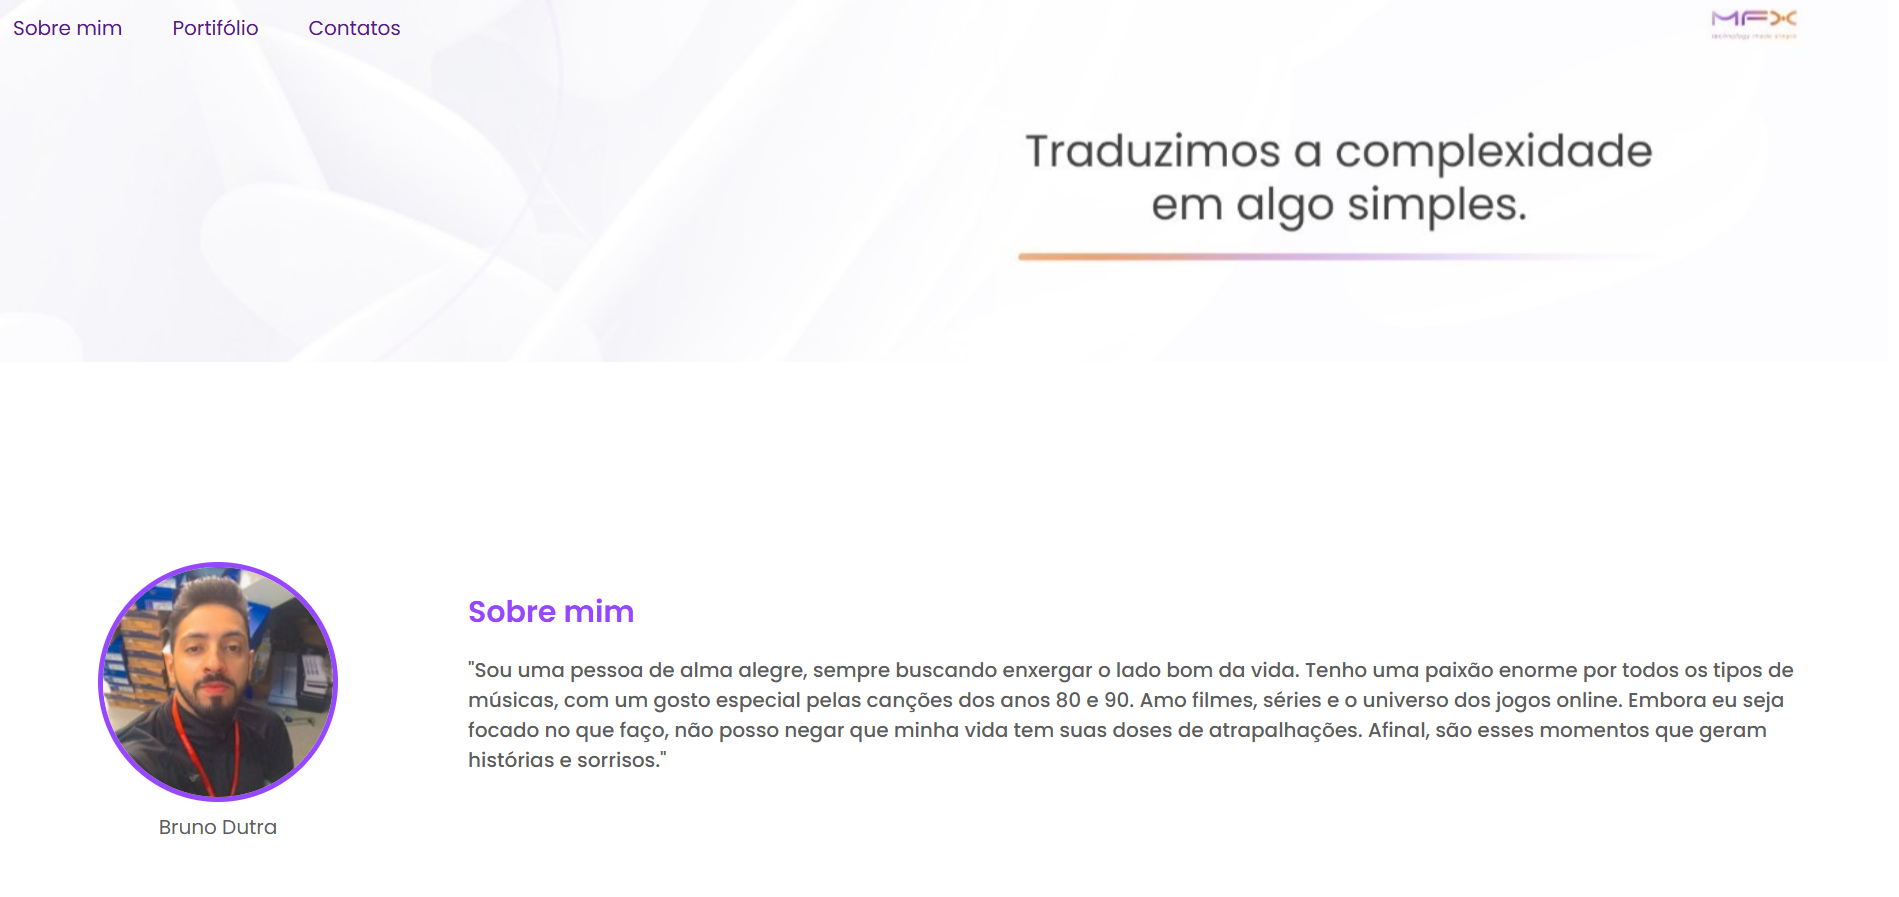 Sobre mim
Portifólio
Contatos
MFX
technology made simple
Traduzimos a complexidade
em algo simples.
Sobre mim
"Sou uma pessoa de alma alegre, sempre buscando enxergar o lado bom da vida. Tenho uma paixão enorme por todos os tipos de
músicas, com um gosto especial pelas canções dos anos 80 e 90. Amo filmes, séries e o universo dos jogos online. Embora eu seja
focado no que faço, não posso negar que minha vida tem suas doses de atrapalhações. Afinal, são esses momentos que geram
histórias e sorrisos."
Bruno Dutra